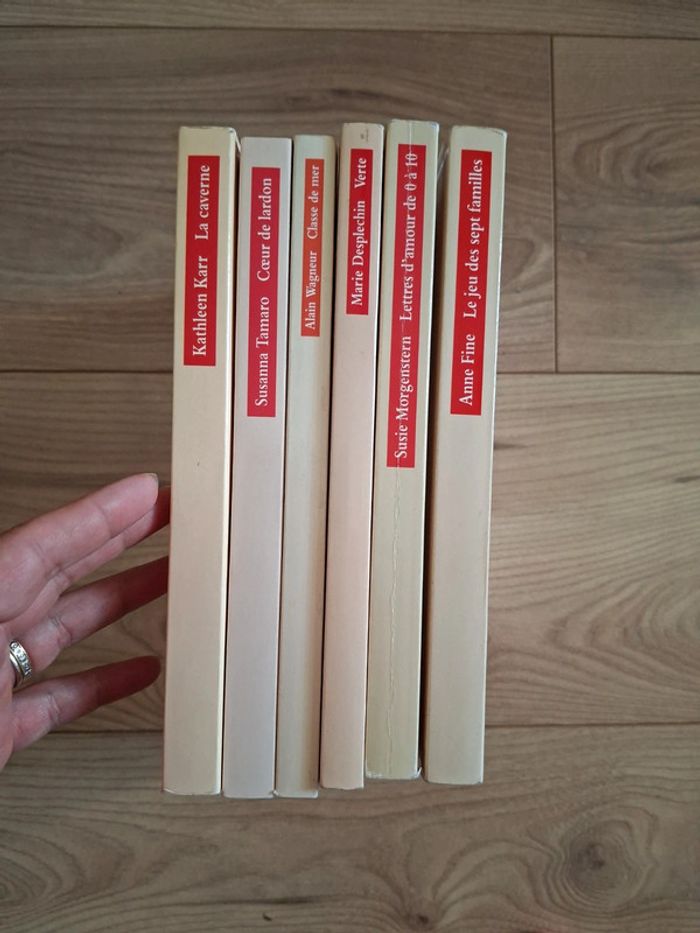 Kathleen Karr La caverne
Susanna Tamaro Cœur de lardon
Alain Wagneur Classe de mer
Marie Desplechin Verte
Susie Morgenstern Lettres d'amour de 0 à 10
Anne Fine Le jeu des sept familles